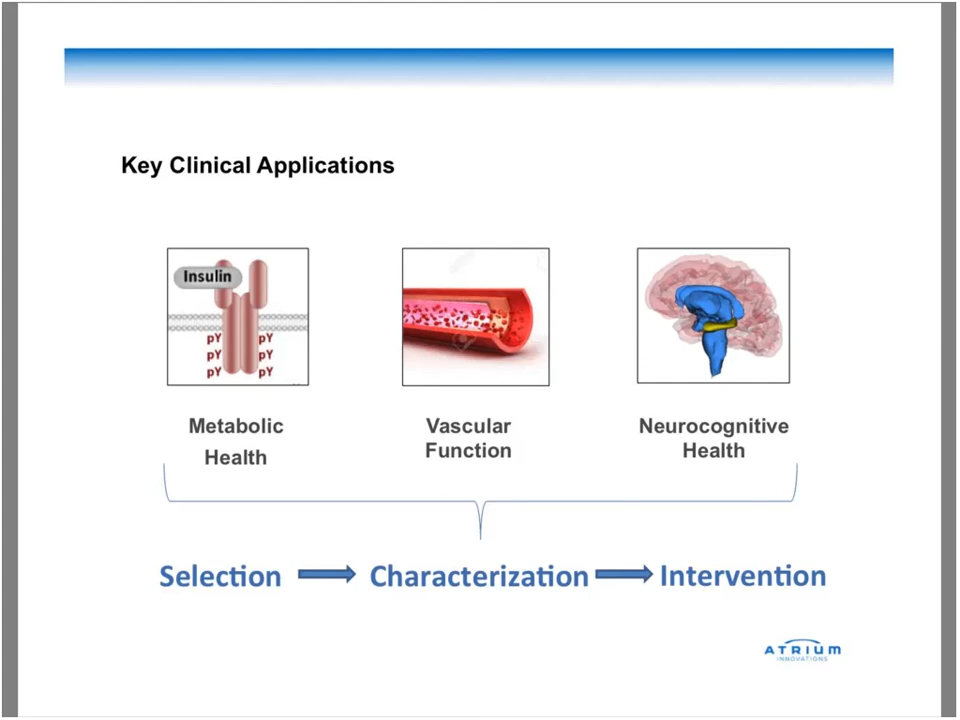 Key Clinical Applications
Insulin
pY pY
pY pY
pY pY
Metabolic
Health
Vascular
Function
Neurocognitive
Health
Selection Characterization Intervention
ATRIUM
INNOVATIONS